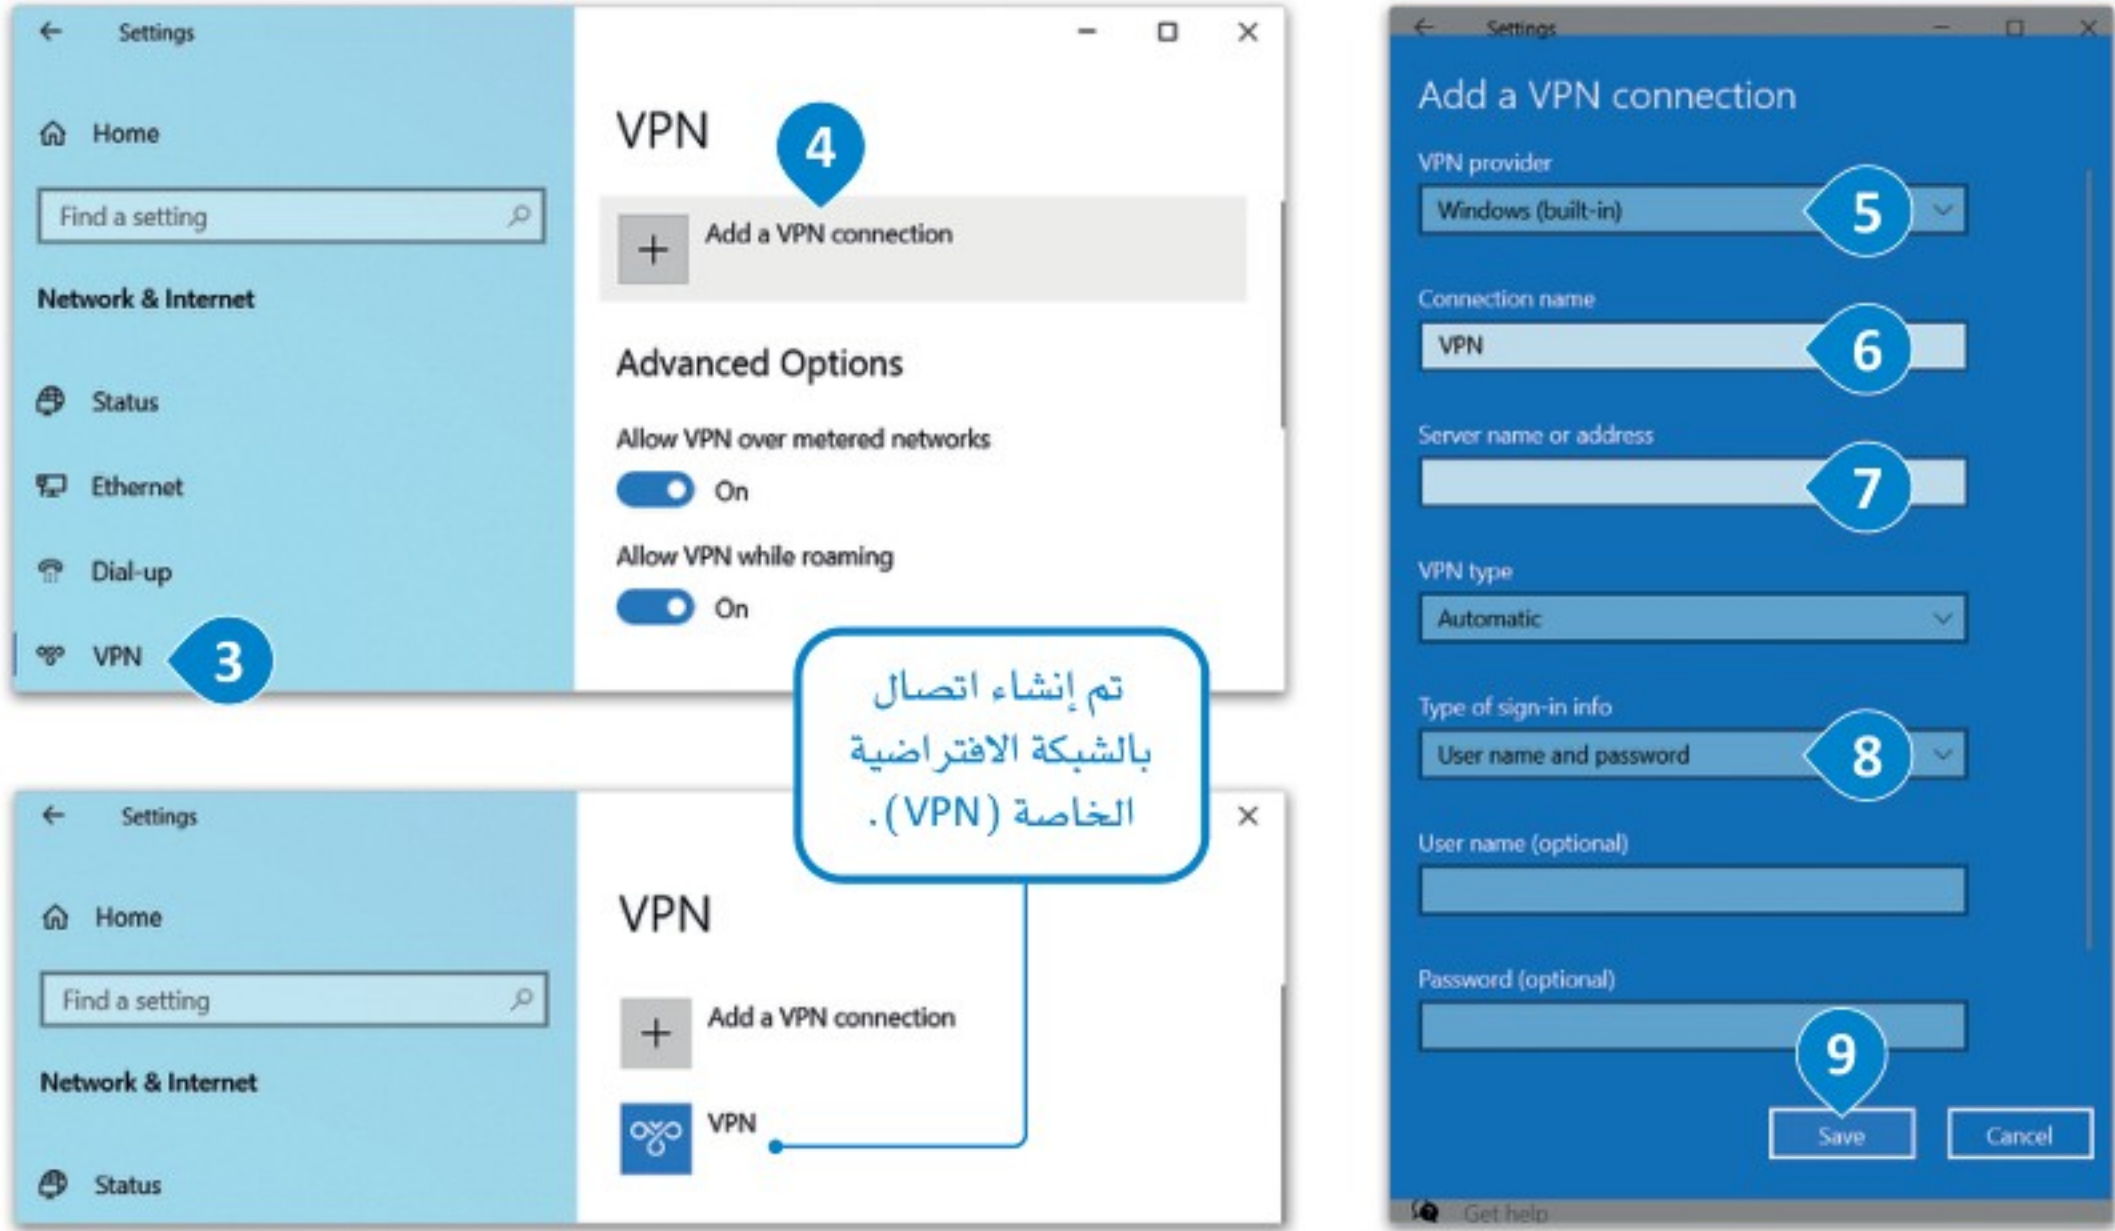 Settings
Home
Find a setting
Network & Internet
Status
Ethernet
Dial-up
VPN
3
VPN
4
Add a VPN connection
Advanced Options
Allow VPN over metered networks
On
Allow VPN while roaming
On
تم إنشاء اتصال
بالشبكة الافتراضية
الخاصة (VPN).
Settings
Home
Find a setting
Network & Internet
Status
VPN
Add a VPN connection
VPN
Settings
Add a VPN connection
VPN provider
Windows (built-in)
5
Connection name
VPN
6
Server name or address
7
VPN type
Automatic
Type of sign-in info
User name and password
8
User name (optional)
Password (optional)
9
Save
Cancel
Get help